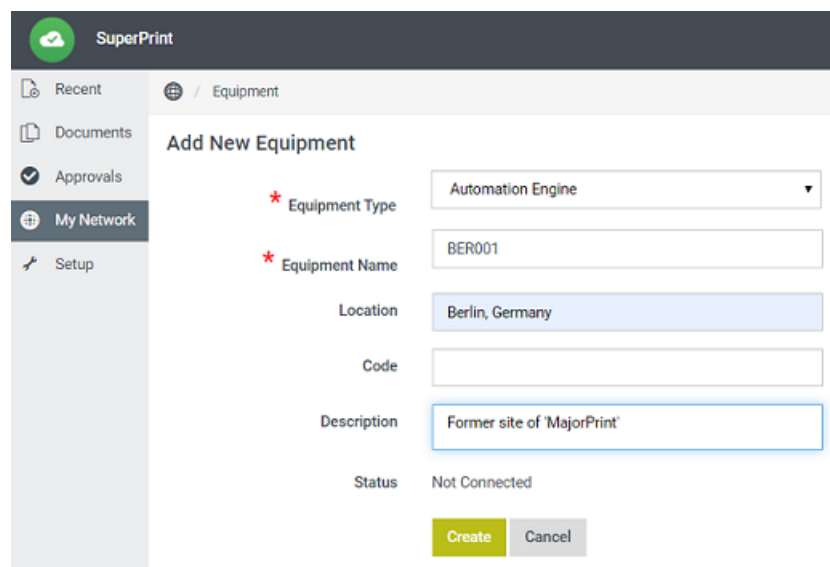 SuperPrint
Recent
Documents
Approvals
My Network
Setup
/ Equipment
Add New Equipment
* Equipment Type Automation Engine
* Equipment Name BER001
Location Berlin, Germany
Code
Description Former site of 'MajorPrint'
Status Not Connected
Create Cancel